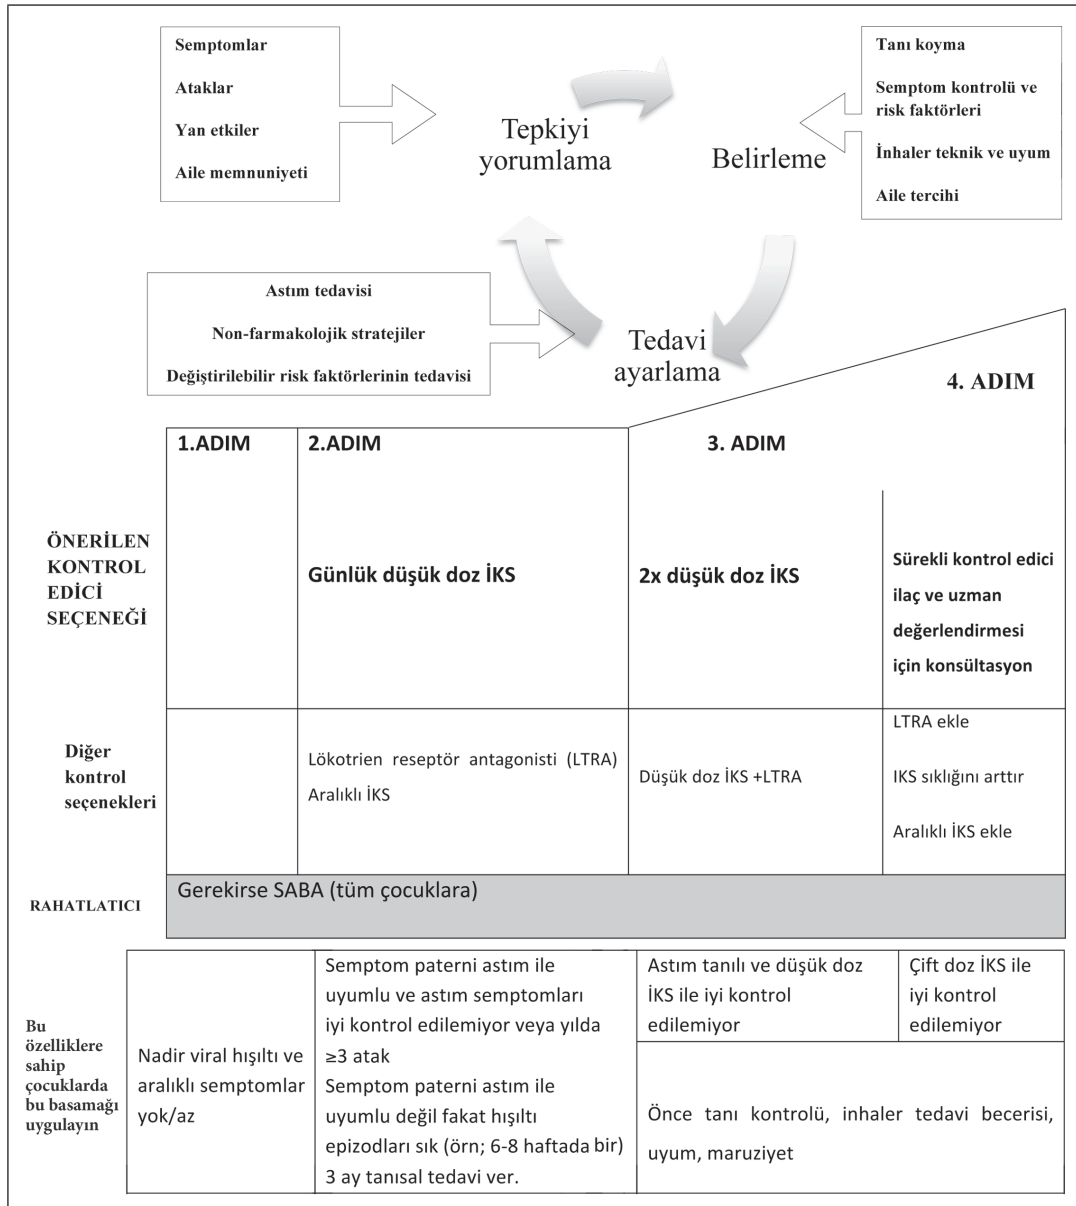 Semptomlar
Ataklar
Yan etkiler
Aile memnuniyeti
Tepkiyi
yorumlama
Belirleme
Tanı koyma
Semptom kontrolü ve
risk faktörleri
İnhaler teknik ve uyum
Aile tercihi
Astım tedavisi
Non-farmakolojik stratejiler
Değiştirilebilir risk faktörlerinin tedavisi
Tedavi
ayarlama
4. ADIM
1.ADIM
2.ADIM
3. ADIM
ÖNERİLEN
KONTROL
EDİCİ
SEÇENEĞİ
Günlük düşük doz İKS
2x düşük doz İKS
Sürekli kontrol edici
ilaç ve uzman
değerlendirmesi
için konsültasyon
Diğer
kontrol
seçenekleri
Lökotrien reseptör antagonisti (LTRA)
Aralıklı İKS
Düşük doz İKS +LTRA
LTRA ekle
IKS sıklığını arttır
Aralıklı İKS ekle
RAHATLATICI
Gerekirse SABA (tüm çocuklara)
Bu
özelliklere
sahip
çocuklarda
bu basamağı
uygulayın
Nadir viral hışıltı ve
aralıklı semptomlar
yok/az
Semptom paterni astım ile
uyumlu ve astım semptomları
iyi kontrol edilemiyor veya yılda
≥3 atak
Semptom paterni astım ile
uyumlu değil fakat hışıltı
epizodları sık (örn; 6-8 haftada bir)
3 ay tanısal tedavi ver.
Astım tanılı ve düşük doz
İKS ile iyi kontrol
edilemiyor
Çift doz İKS ile
iyi kontrol
edilemiyor
Önce tanı kontrolü, inhaler tedavi becerisi,
uyum, maruziyet